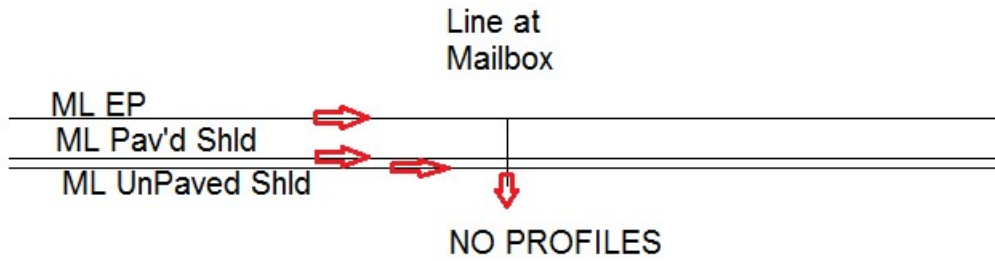 Line at
Mailbox
ML EP
ML Pav'd Shld
ML UnPaved Shld
NO PROFILES